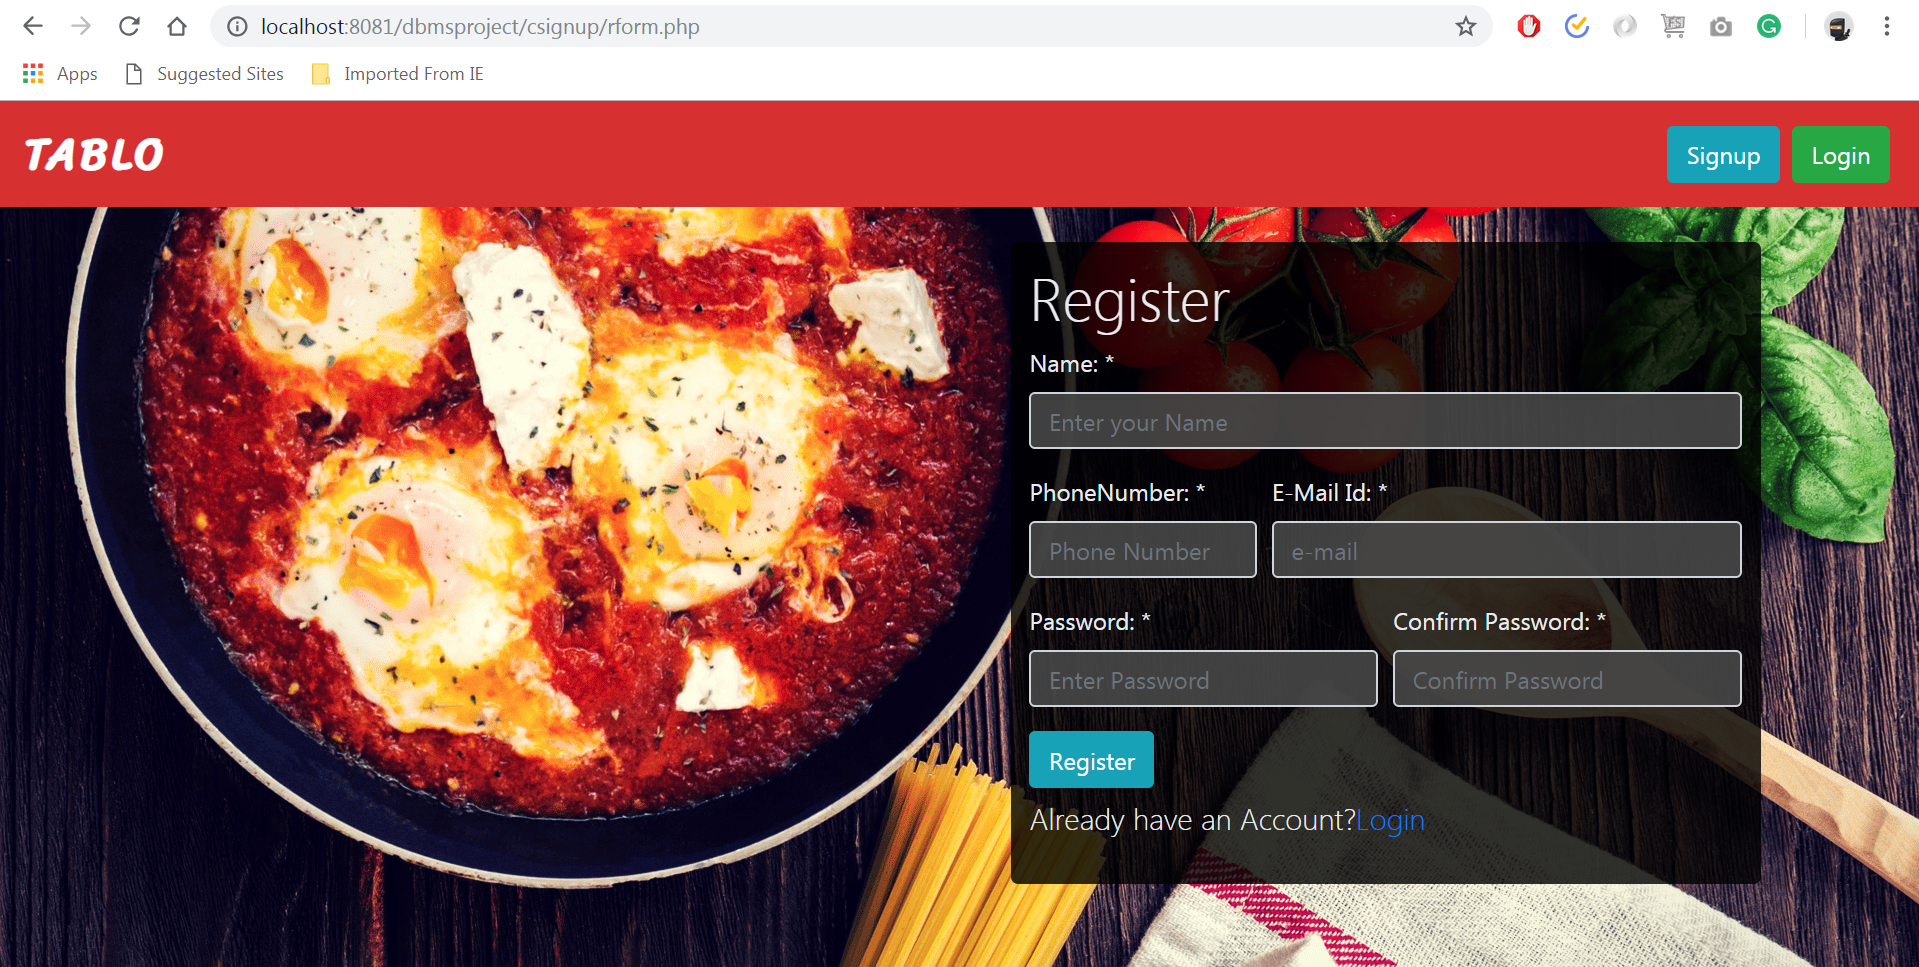 localhost:8081/dbmsproject/csignup/rform.php
Apps Suggested Sites Imported From IE
TABLO Signup Login
Register
Name: *
Enter your Name
PhoneNumber: * E-Mail Id: *
Phone Number e-mail
Password: * Confirm Password: *
Enter Password Confirm Password
Register
Already have an Account?Login